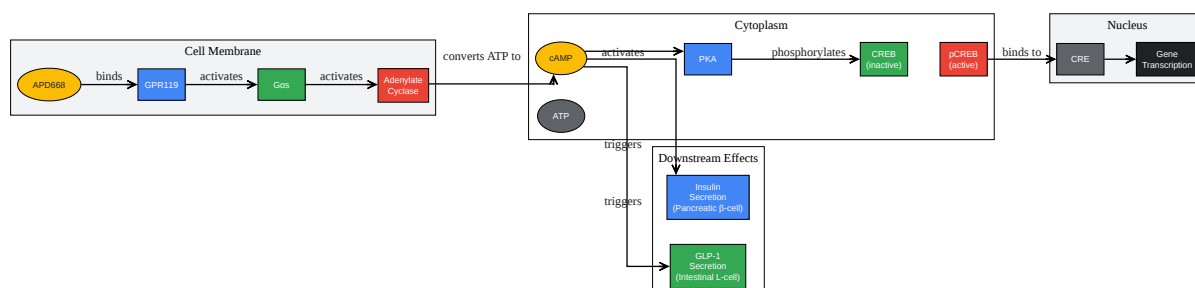 Cell Membrane
APD668
binds
GPR119
activates
Gαs
activates
Adenylate
Cyclase
converts ATP to
Cytoplasm
cAMP
activates
PKA
phosphorylates
CREB
(inactive)
pCREB
(active)
ATP
binds to
Nucleus
CRE
Gene
Transcription
triggers
triggers
Downstream Effects
Insulin
Secretion
(Pancreatic β-cell)
GLP-1
Secretion
(Intestinal L-cell)